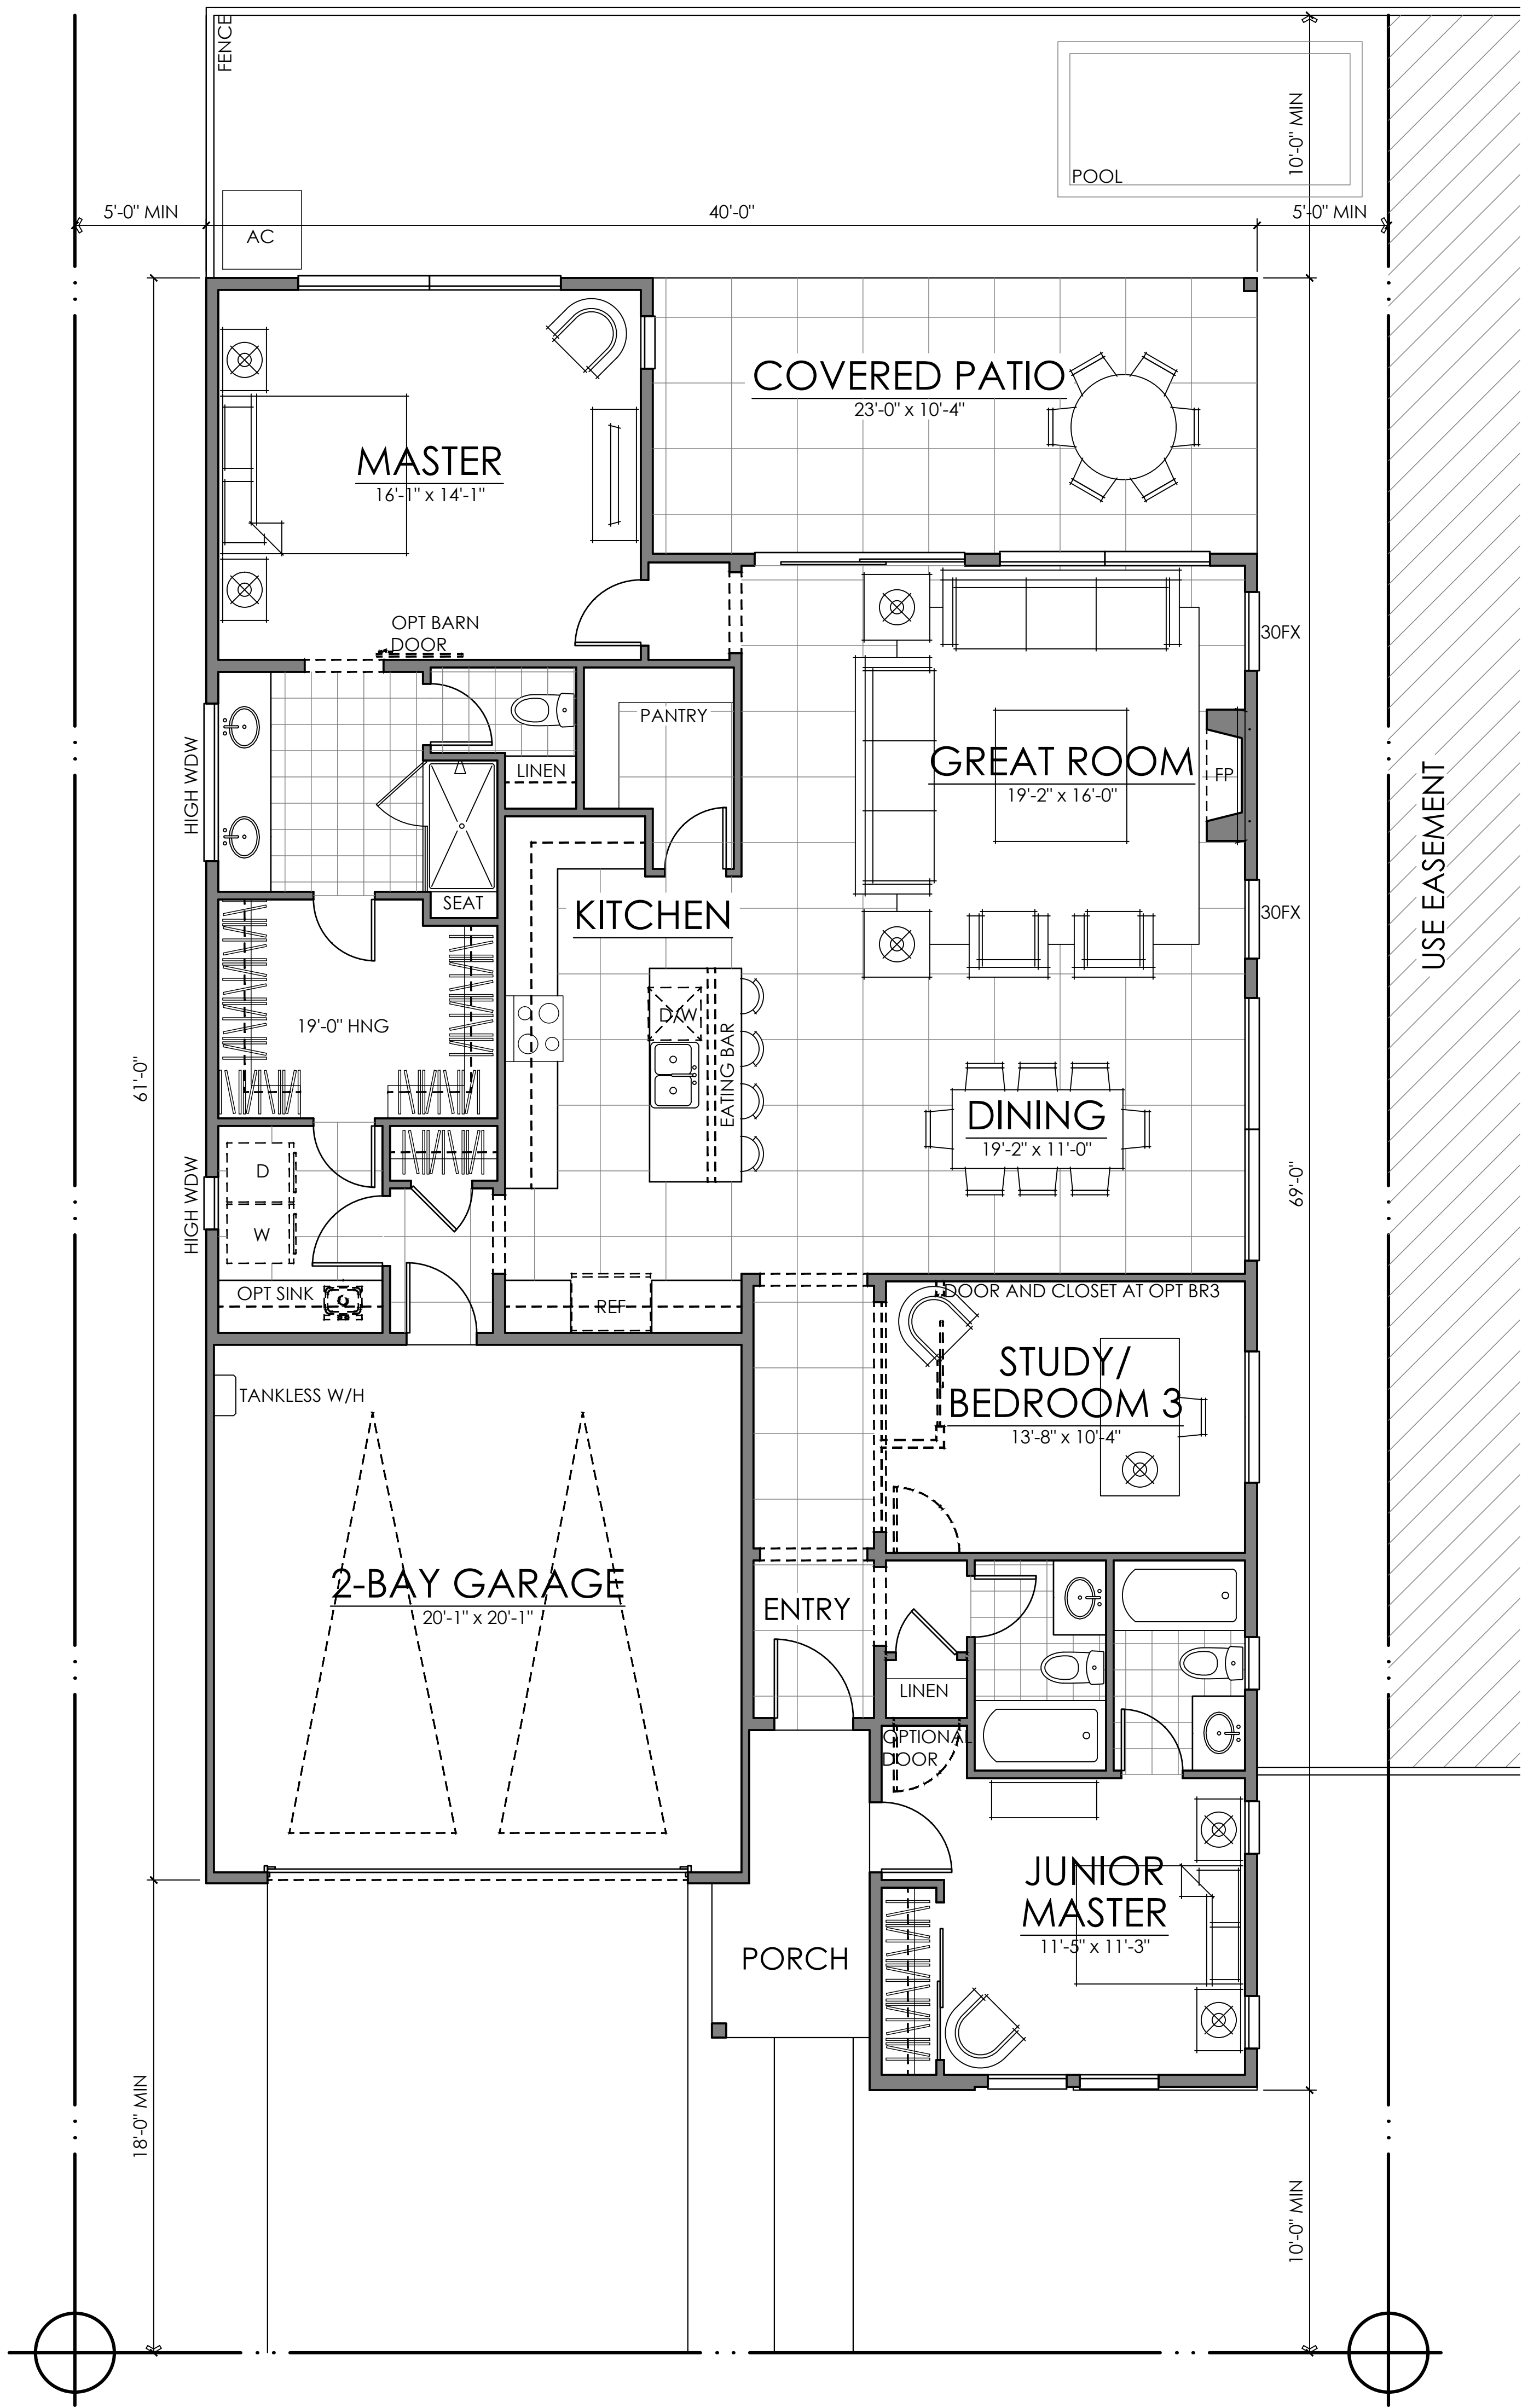 FENCE
10'-0" MIN
POOL
5'-0" MIN
40'-0"
5'-0" MIN
AC
COVERED PATIO
23'-0" x 10'-4"
MASTER
16'-1" x 14'-1"
OPT BARN
DOOR
30FX
PANTRY
HIGH WDW
LINEN
GREAT ROOM
19'-2" x 16'-0"
FP
USE EASEMENT
SEAT
KITCHEN
30FX
19'-0" HNG
D/W
EATING BAR
61'-0"
DINING
19'-2" x 11'-0"
D
69'-0"
HIGH WDW
W
OPT SINK
REF
DOOR AND CLOSET AT OPT BR3
STUDY/
BEDROOM 3
13'-8" x 10'-4"
TANKLESS W/H
2-BAY GARAGE
20'-1" x 20'-1"
ENTRY
LINEN
OPTIONAL
DOOR
JUNIOR
MASTER
11'-5" x 11'-3"
PORCH
18'-0" MIN
10'-0" MIN